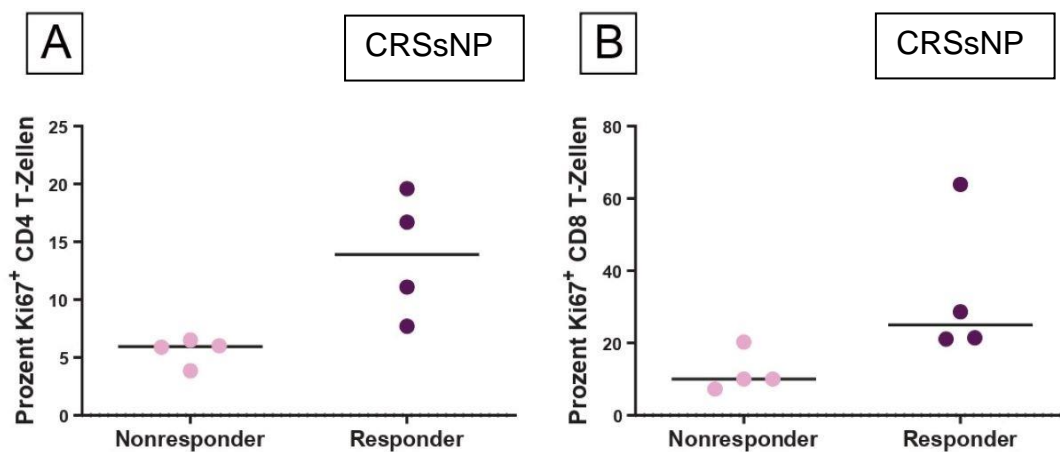 A
CRSsNP
Prozent Ki67+ CD4 T-Zellen
25
20
15
10
5
0
Nonresponder Responder
B
CRSsNP
Prozent Ki67+ CD8 T-Zellen
80
60
40
20
0
Nonresponder Responder